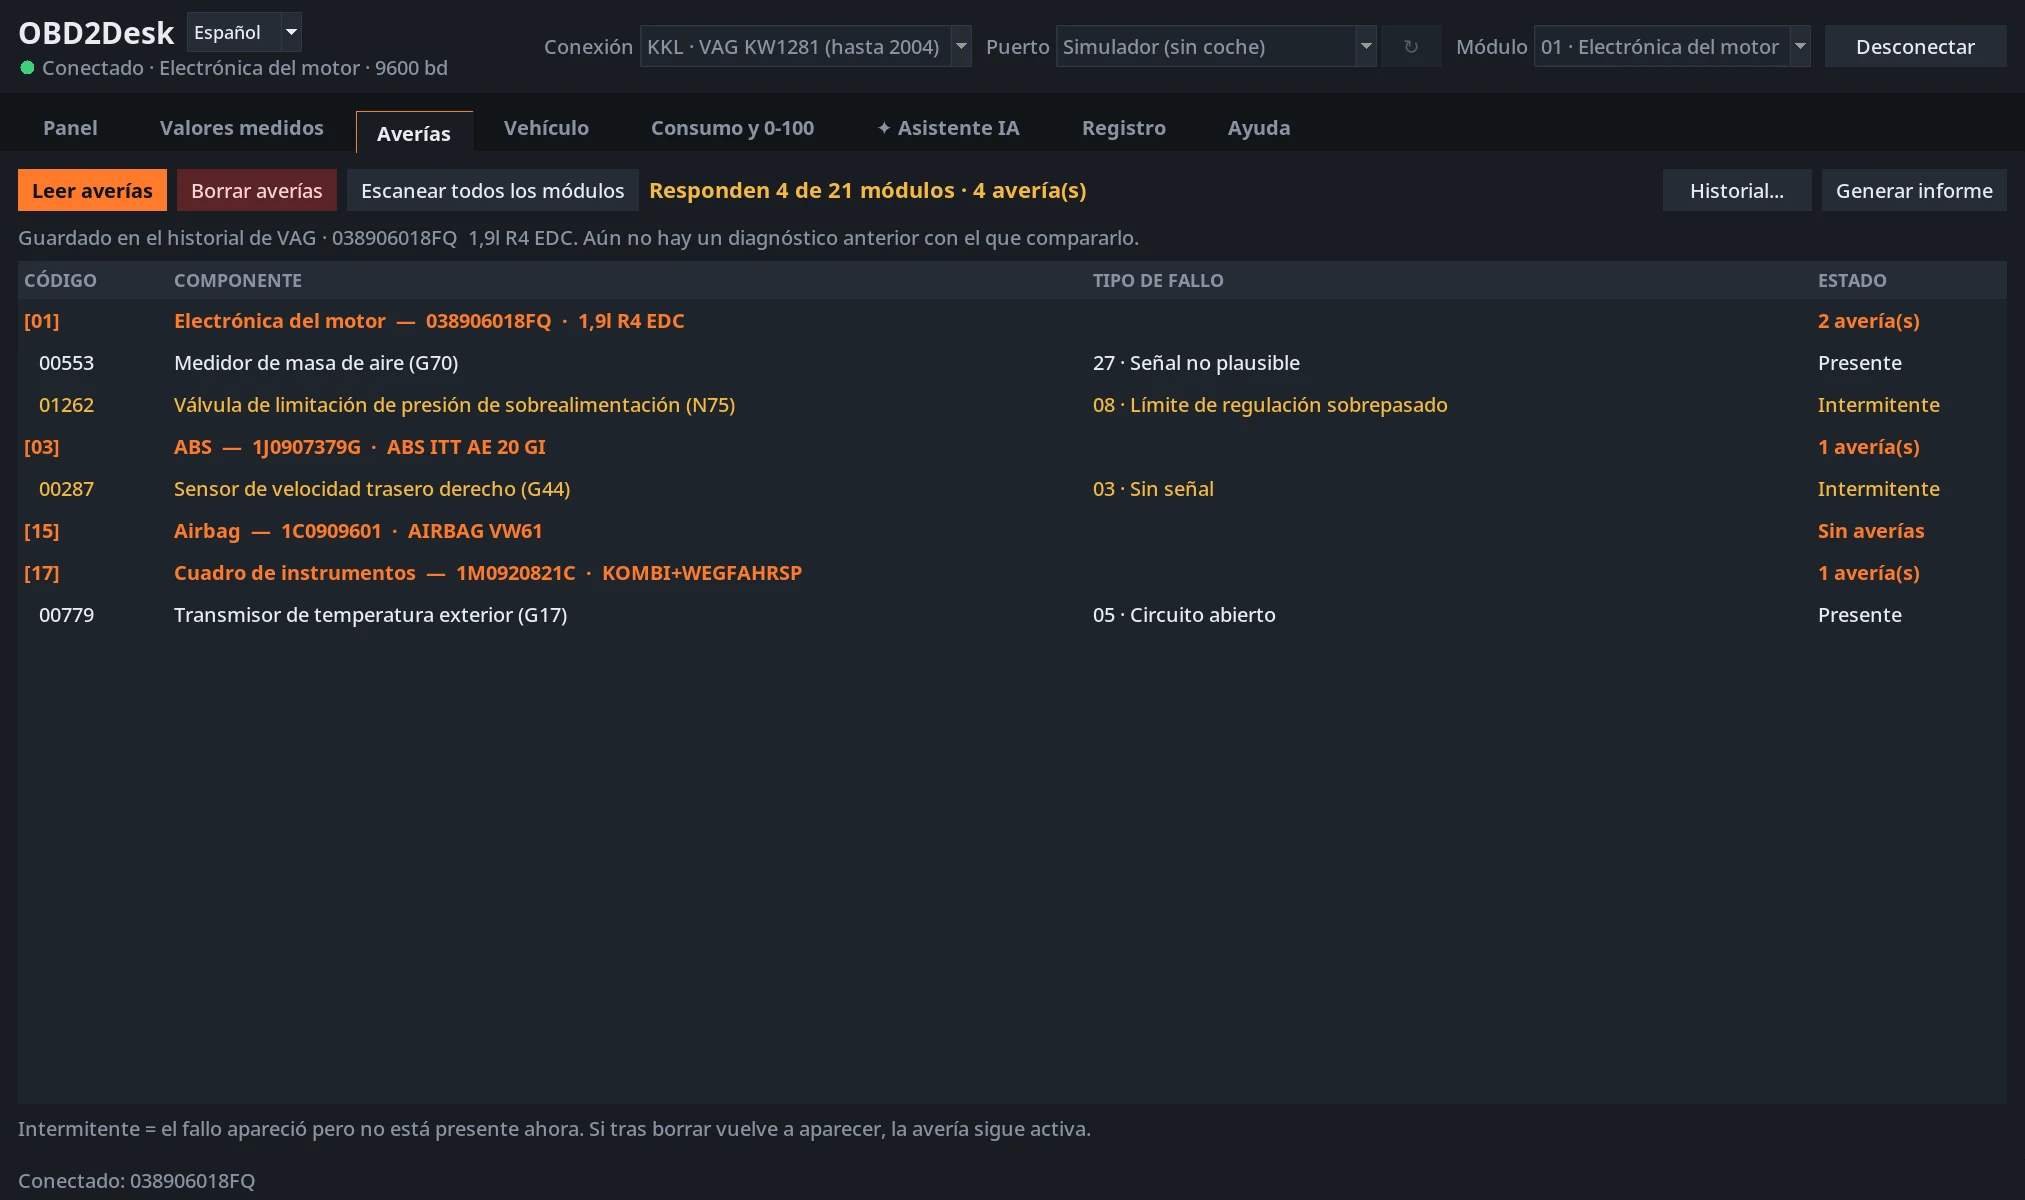 OBD2Desk Español
Conectado · Electrónica del motor · 9600 bd
Conexión KKL · VAG KW1281 (hasta 2004) Puerto Simulador (sin coche) ↻ Módulo 01 · Electrónica del motor Desconectar
Panel Valores medidos Averías Vehículo Consumo y 0-100 ✦ Asistente IA Registro Ayuda
Leer averías Borrar averías Escanear todos los módulos Responden 4 de 21 módulos · 4 avería(s) Historial... Generar informe
Guardado en el historial de VAG · 038906018FQ 1,9l R4 EDC. Aún no hay un diagnóstico anterior con el que compararlo.
CÓDIGO COMPONENTE TIPO DE FALLO ESTADO
[01] Electrónica del motor — 038906018FQ · 1,9l R4 EDC 2 avería(s)
00553 Medidor de masa de aire (G70) 27 · Señal no plausible Presente
01262 Válvula de limitación de presión de sobrealimentación (N75) 08 · Límite de regulación sobrepasado Intermitente
[03] ABS — 1J0907379G · ABS ITT AE 20 GI 1 avería(s)
00287 Sensor de velocidad trasero derecho (G44) 03 · Sin señal Intermitente
[15] Airbag — 1C0909601 · AIRBAG VW61 Sin averías
[17] Cuadro de instrumentos — 1M0920821C · KOMBI+WEGFAHRSP 1 avería(s)
00779 Transmisor de temperatura exterior (G17) 05 · Circuito abierto Presente
Intermitente = el fallo apareció pero no está presente ahora. Si tras borrar vuelve a aparecer, la avería sigue activa.
Conectado: 038906018FQ